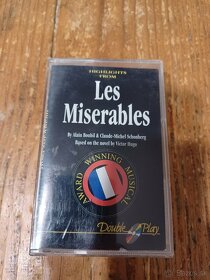 HIGHLIGHTS
FROM
Les
Miserables
By Alain Boubil & Claude-Michel Schonberg
Based on the novel by Victor Hugo
AWARD WINNING MUSICAL
Double Play